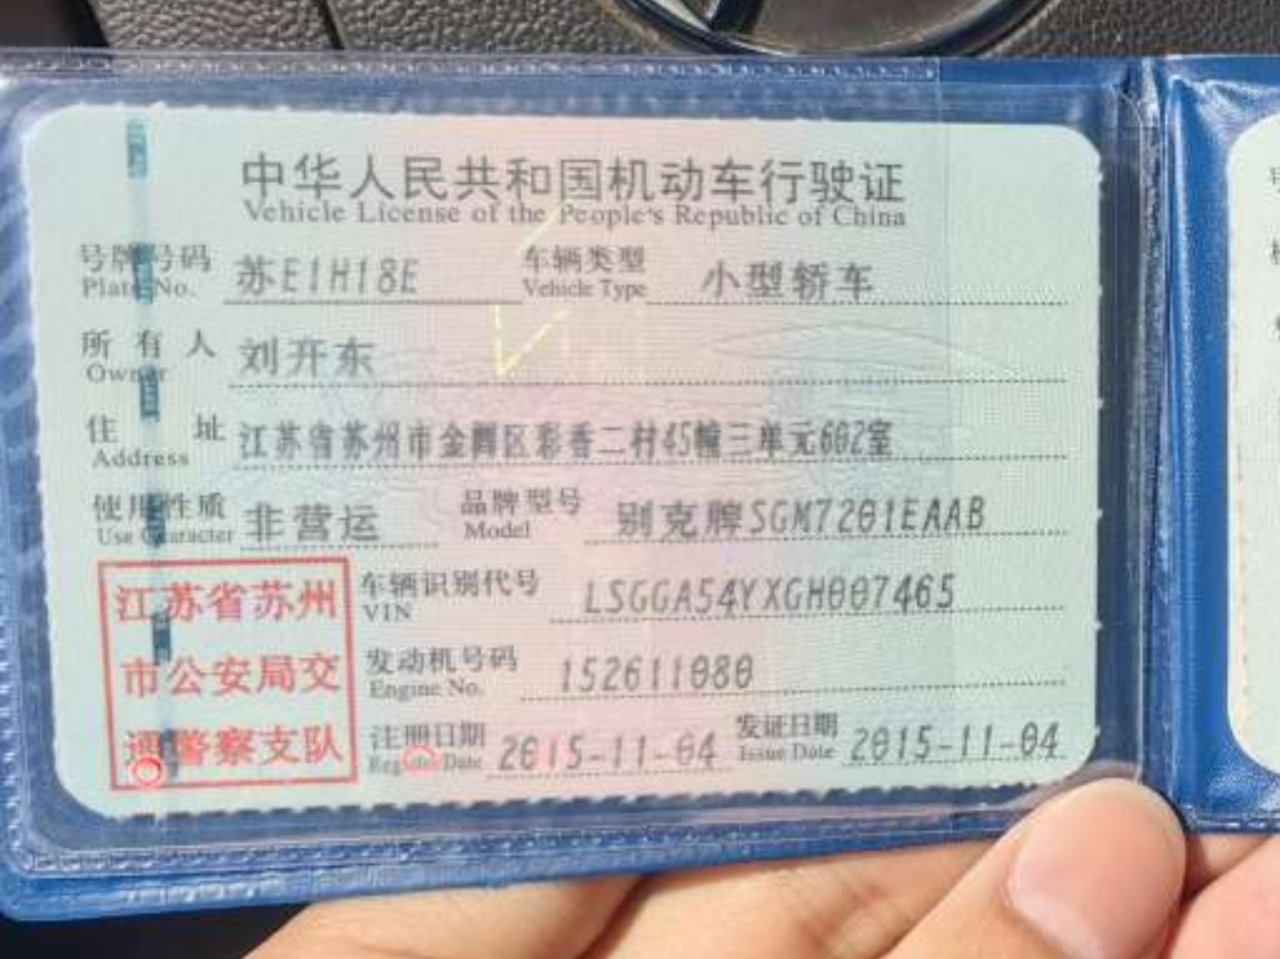 中华人民共和国机动车行驶证
Vehicle License of the People's Republic of China
号牌号码 苏E1H18E 车辆类型 小型轿车
Plate No. Vehicle Type
所有人 刘开东
Owner
住址 江苏省苏州市金阊区彩香二村45幢三单元602室
Address
使用性质 非营运 品牌型号 别克牌SGM7201EAAB
Use Character Model
江苏省苏州
市公安局交
通警察支队
车辆识别代号 LSGGA54YXGH007465
VIN
发动机号码 152611080
Engine No.
注册日期 2015-11-04 发证日期 2015-11-04
Register Date Issue Date